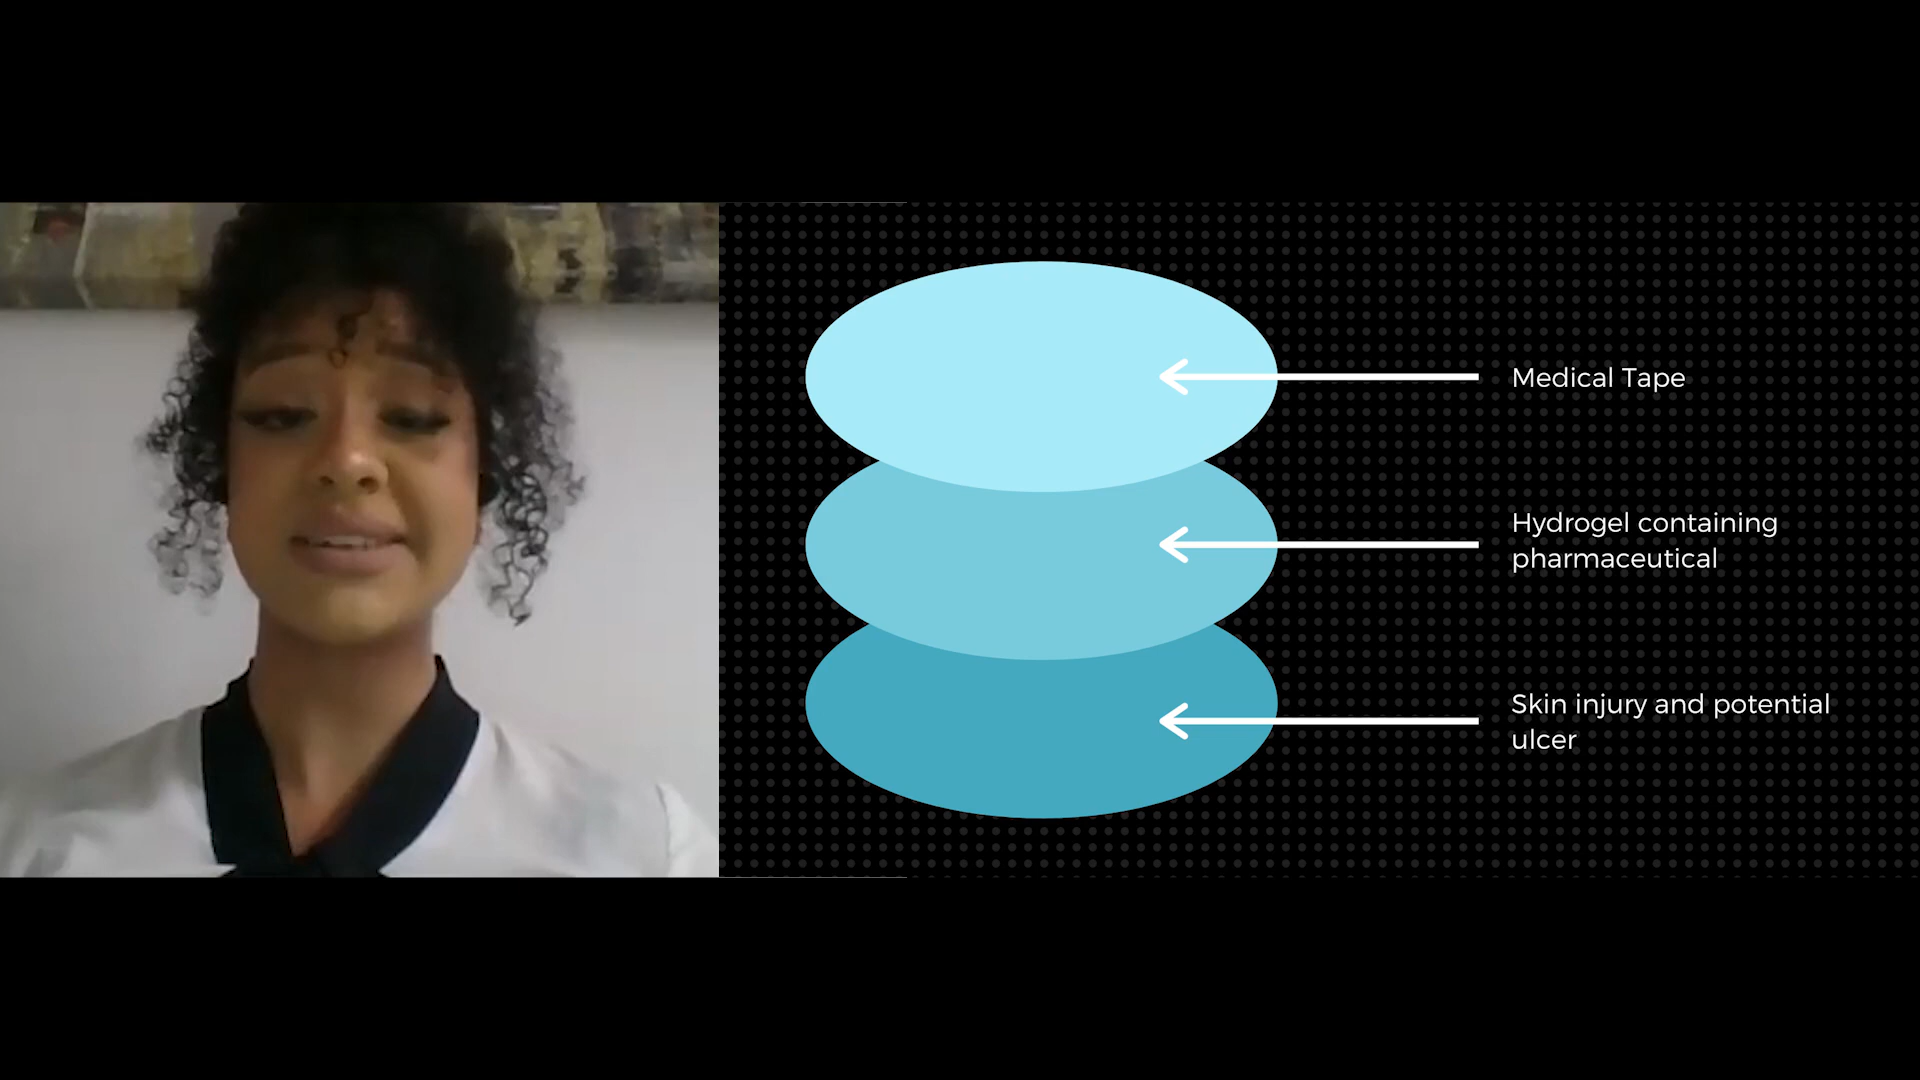 Medical Tape
Hydrogel containing
pharmaceutical
Skin injury and potential
ulcer